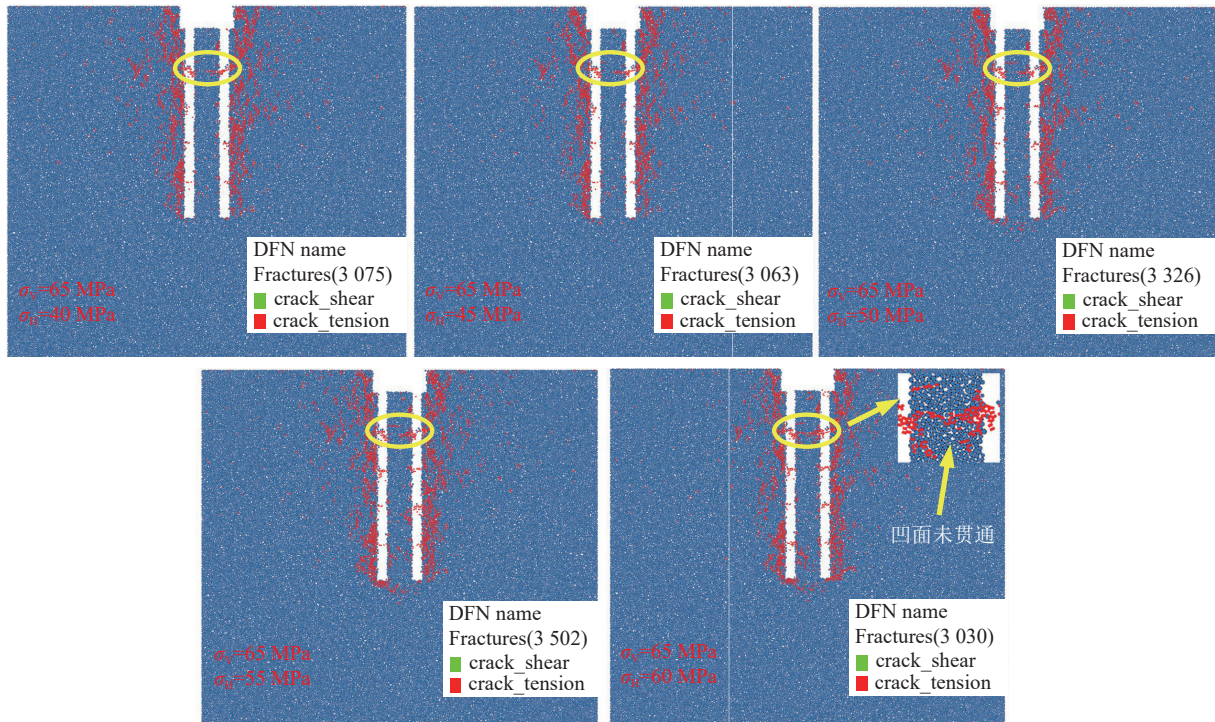 DFN name
Fractures(3 075)
crack_shear
crack_tension
σV=65 MPa
σH=40 MPa
DFN name
Fractures(3 063)
crack_shear
crack_tension
σV=65 MPa
σH=45 MPa
DFN name
Fractures(3 326)
crack_shear
crack_tension
σV=65 MPa
σH=50 MPa
DFN name
Fractures(3 502)
crack_shear
crack_tension
σV=65 MPa
σH=55 MPa
凹面未贯通
DFN name
Fractures(3 030)
crack_shear
crack_tension
σV=65 MPa
σH=60 MPa